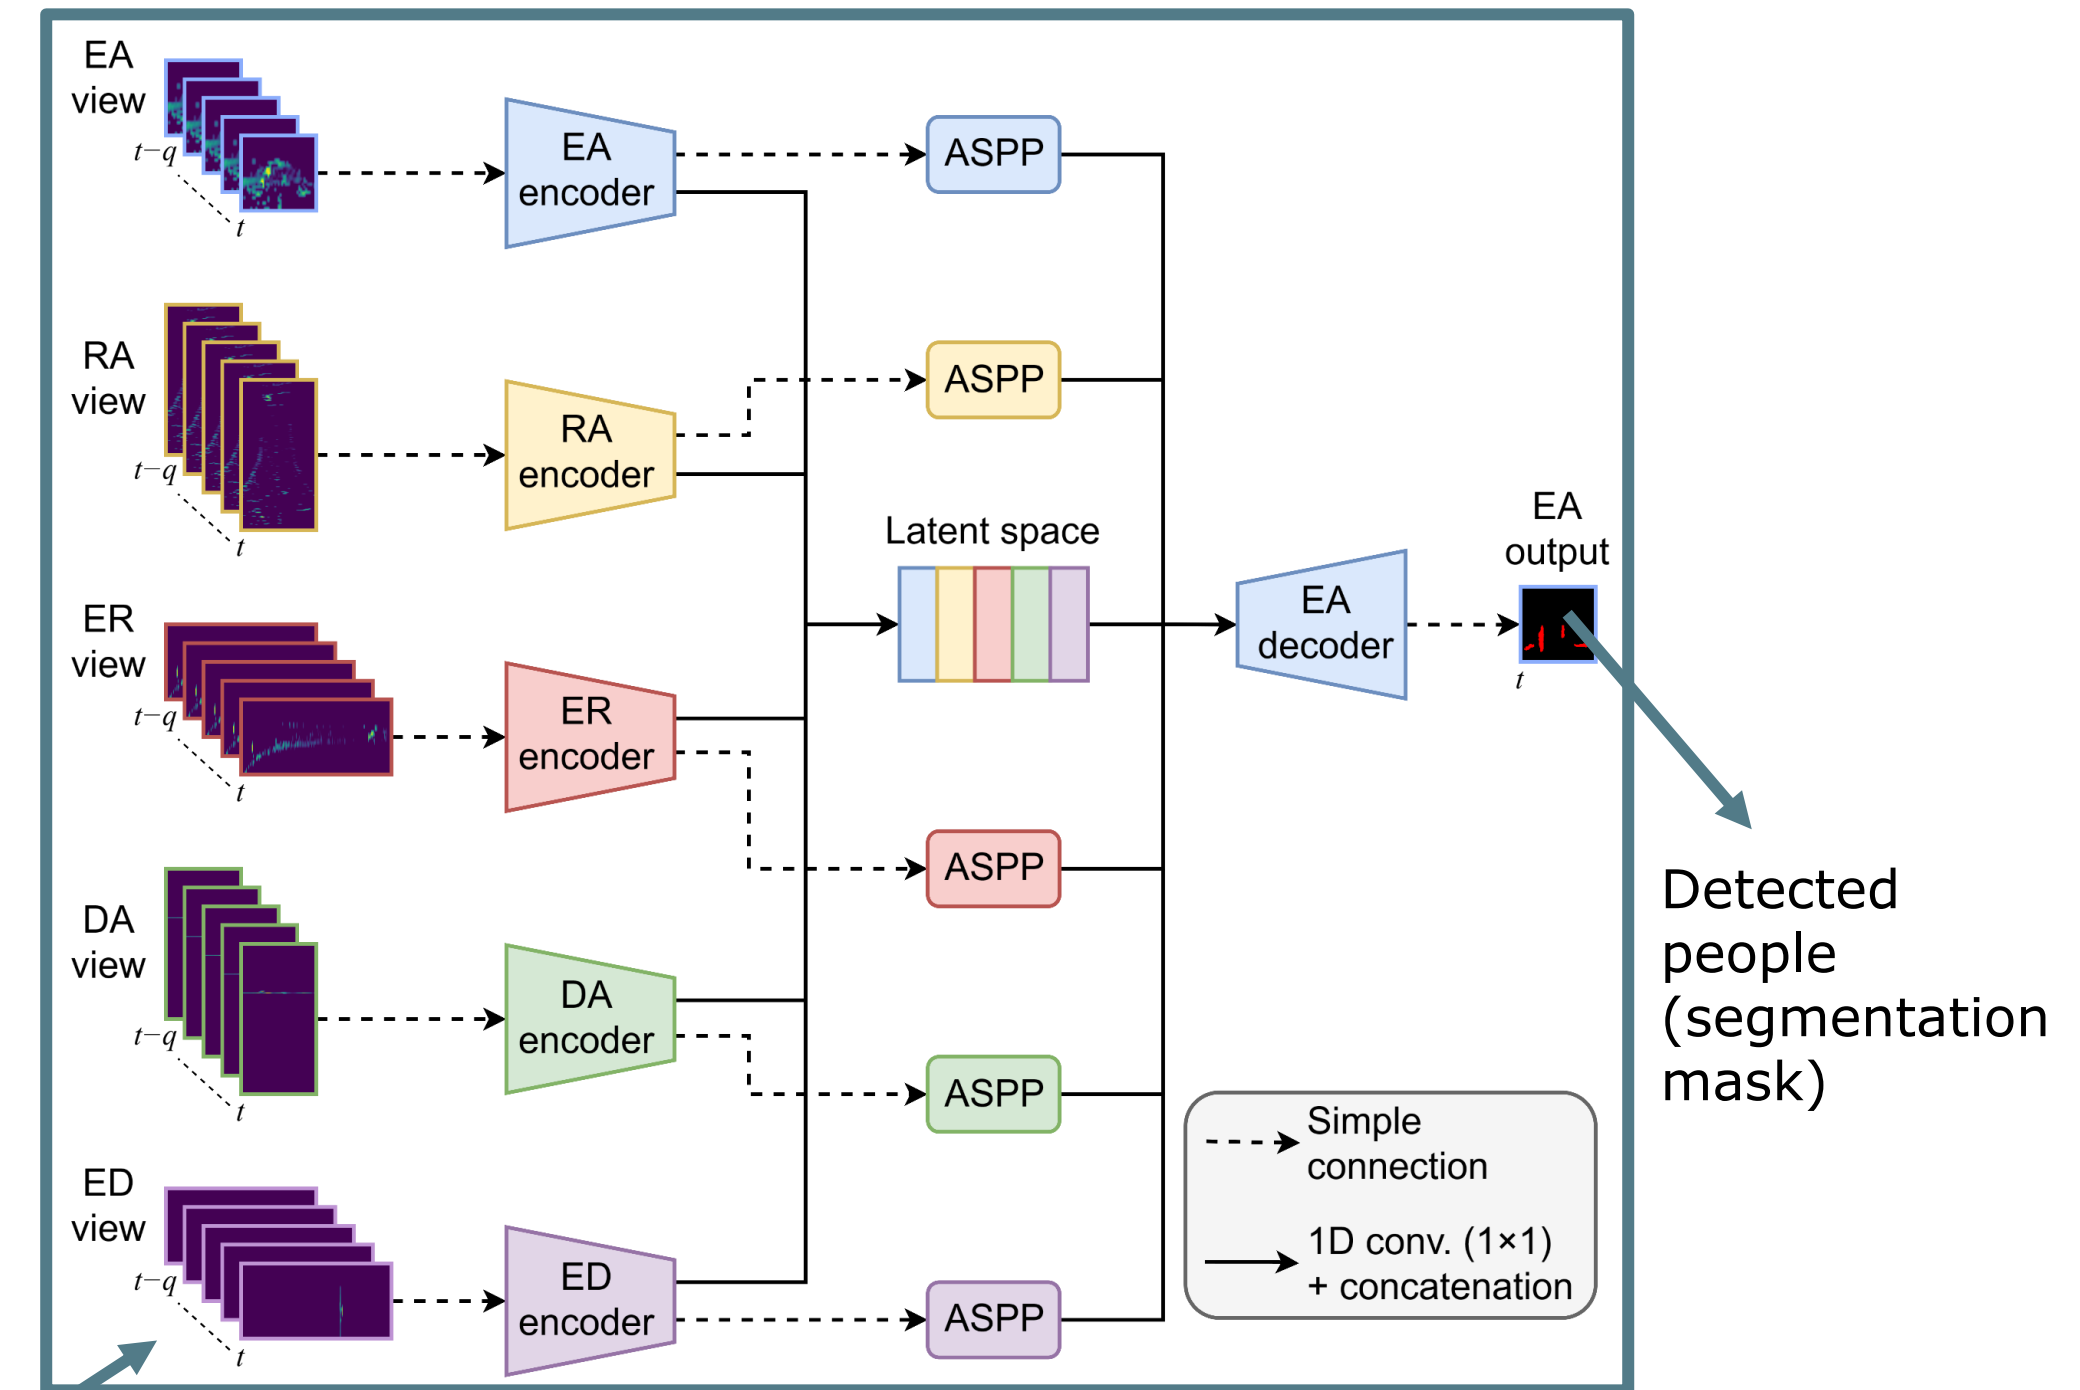 EA
view
t−q
t
EA
encoder
ASPP
RA
view
t−q
t
RA
encoder
ASPP
Latent space
ER
view
t−q
t
ER
encoder
ASPP
EA
decoder
EA
output
t
Detected
people
(segmentation
mask)
DA
view
t−q
t
DA
encoder
ASPP
ED
view
t−q
t
ED
encoder
ASPP
Simple
connection
1D conv. (1×1)
+ concatenation